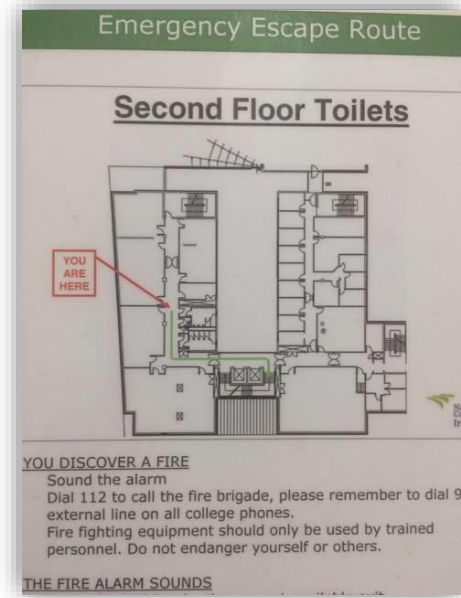 Emergency Escape Route
Second Floor Toilets
YOU
ARE
HERE
YOU DISCOVER A FIRE
Sound the alarm
Dial 112 to call the fire brigade, please remember to dial 9
external line on all college phones.
Fire fighting equipment should only be used by trained
personnel. Do not endanger yourself or others.
THE FIRE ALARM SOUNDS